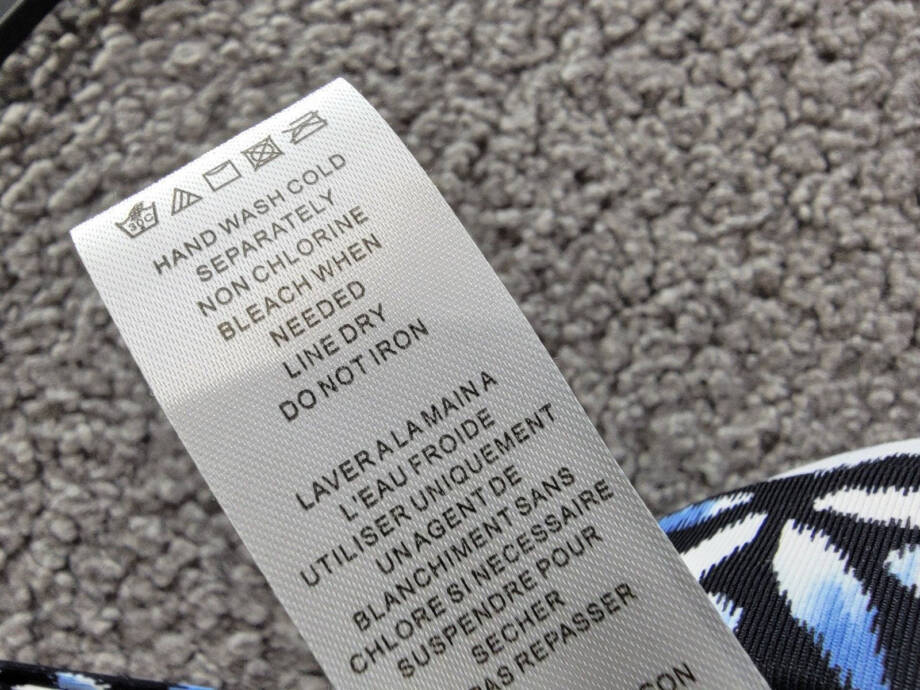 30C
HAND WASH COLD
SEPARATELY
NON CHLORINE
BLEACH WHEN
NEEDED
LINE DRY
DO NOT IRON
LAVER A LA MAIN A
L'EAU FROIDE
UTILISER UNIQUEMENT
UN AGENT DE
BLANCHIMENT SANS
CHLORE SI NECESSAIRE
SUSPENDRE POUR
SECHER
PAS REPASSER